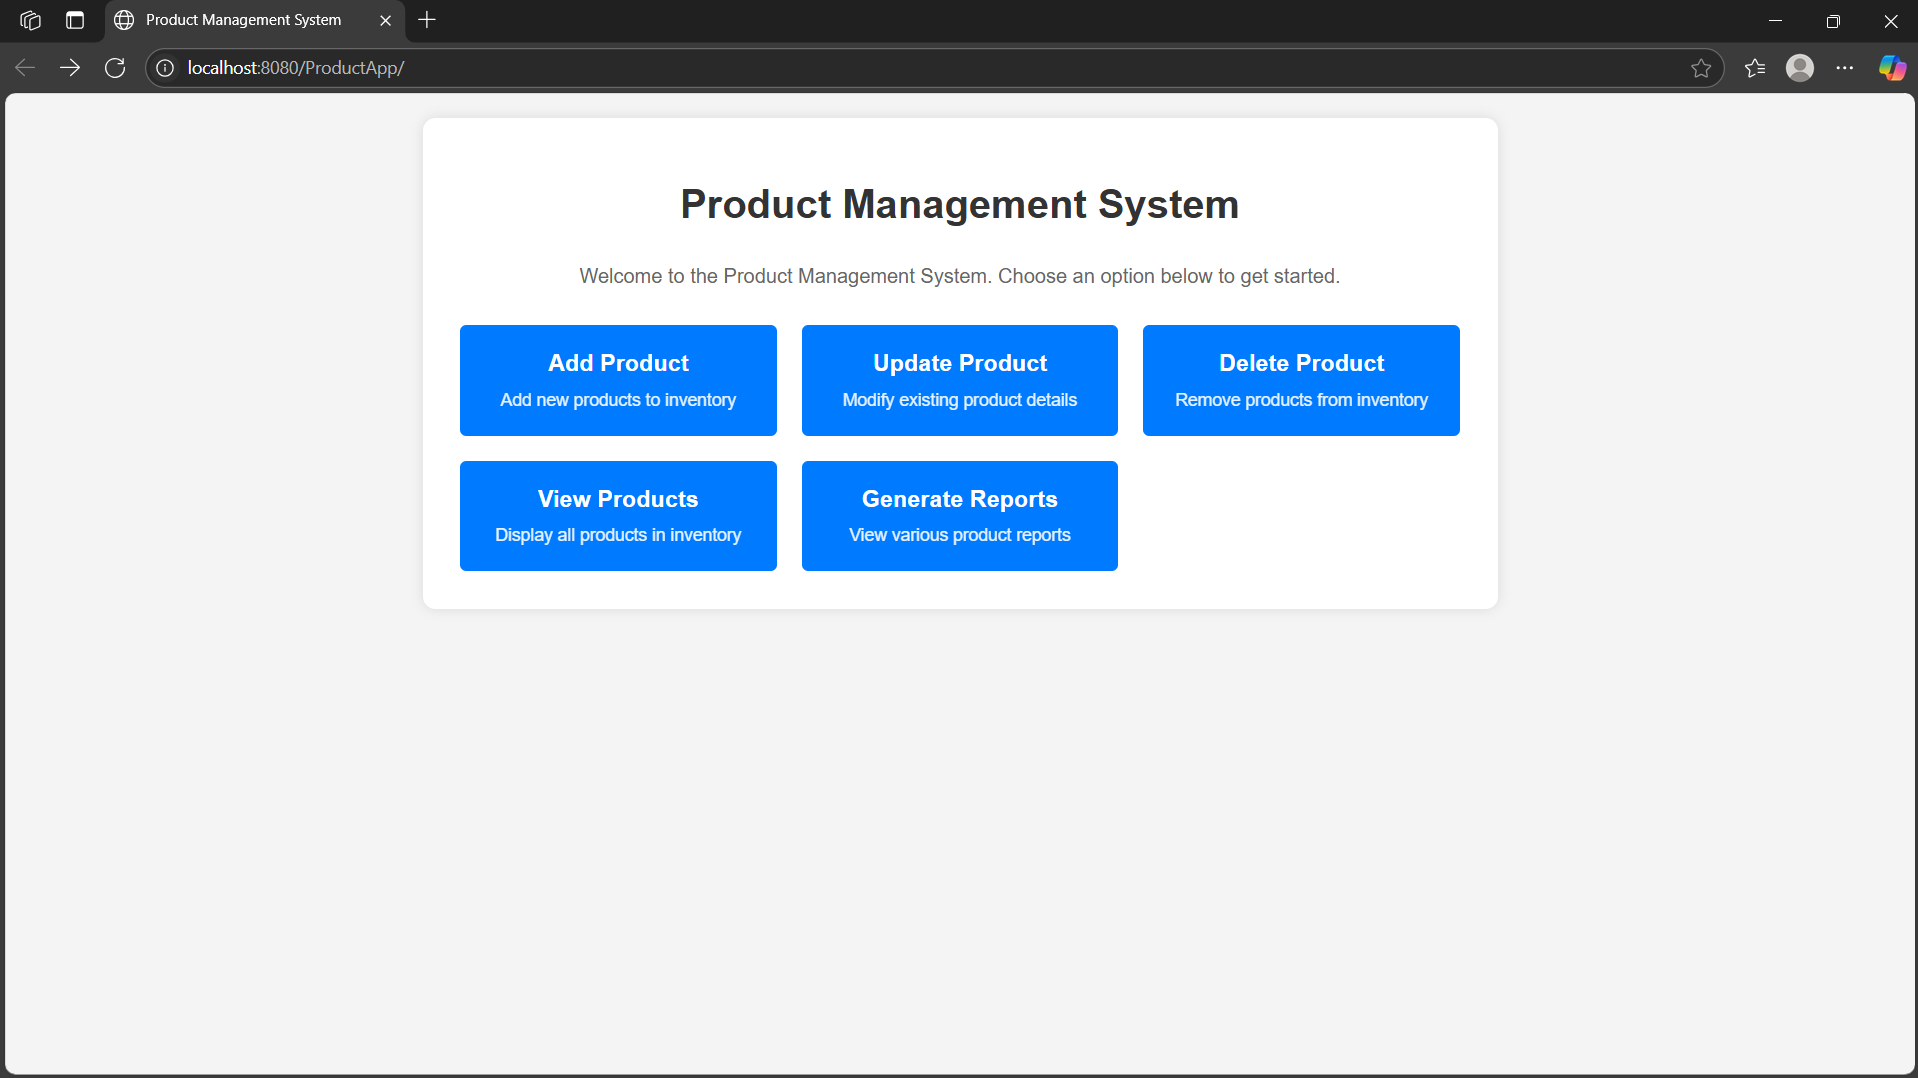 Product Management System
localhost:8080/ProductApp/
Product Management System
Welcome to the Product Management System. Choose an option below to get started.
Add Product
Add new products to inventory
Update Product
Modify existing product details
Delete Product
Remove products from inventory
View Products
Display all products in inventory
Generate Reports
View various product reports